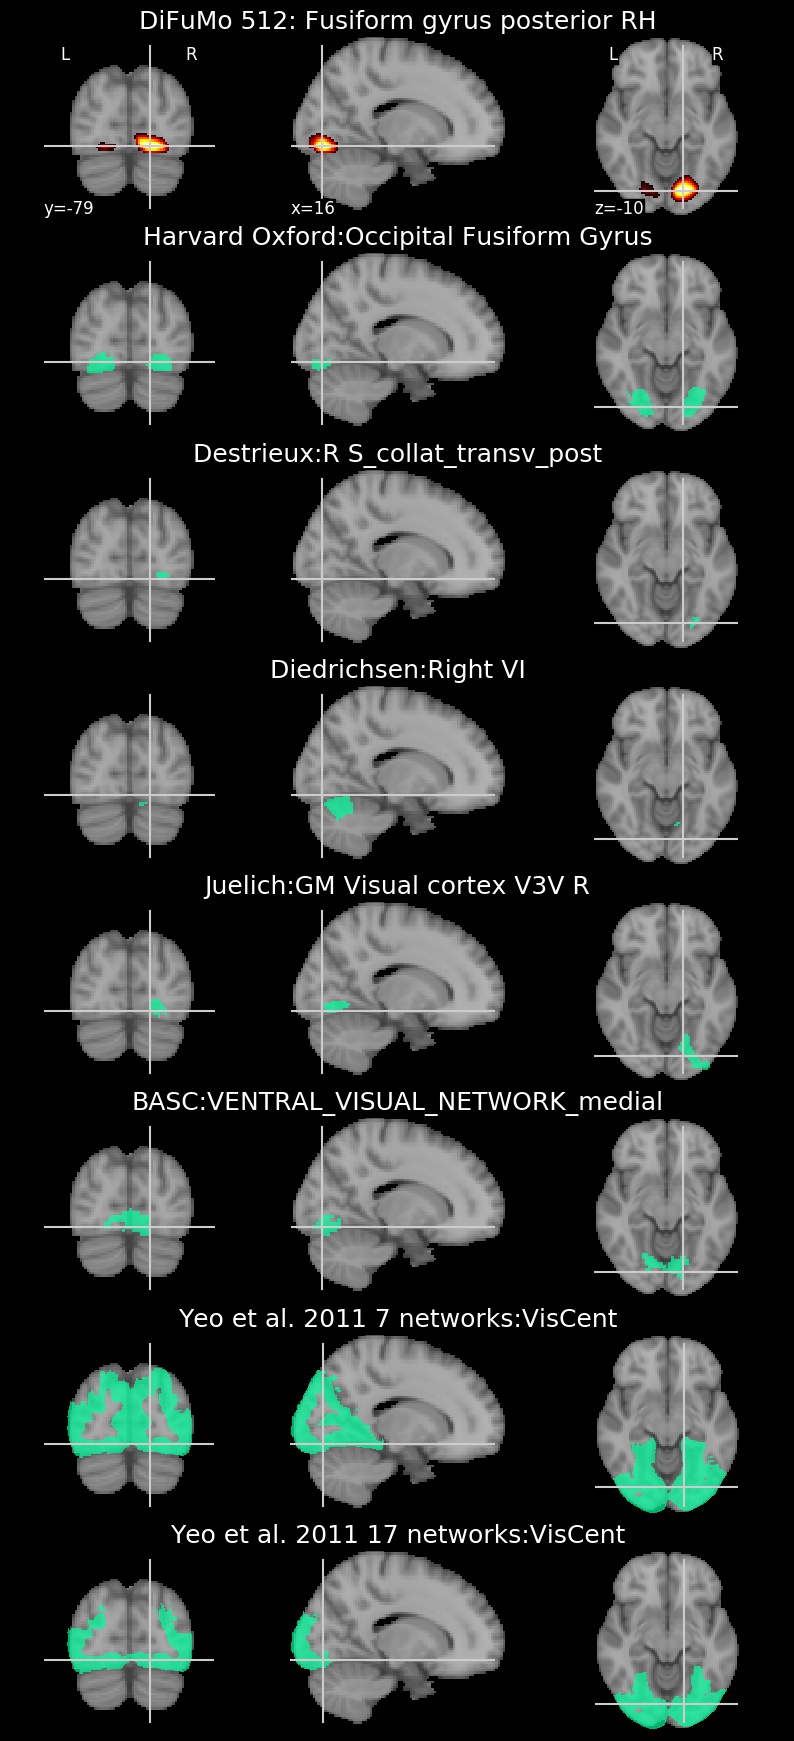 DiFuMo 512: Fusiform gyrus posterior RH
L R L R
y=-79 x=16 z=-10
Harvard Oxford:Occipital Fusiform Gyrus
Destrieux:R S_collat_transv_post
Diedrichsen:Right VI
Juelich:GM Visual cortex V3V R
BASC:VENTRAL_VISUAL_NETWORK_medial
Yeo et al. 2011 7 networks:VisCent
Yeo et al. 2011 17 networks:VisCent